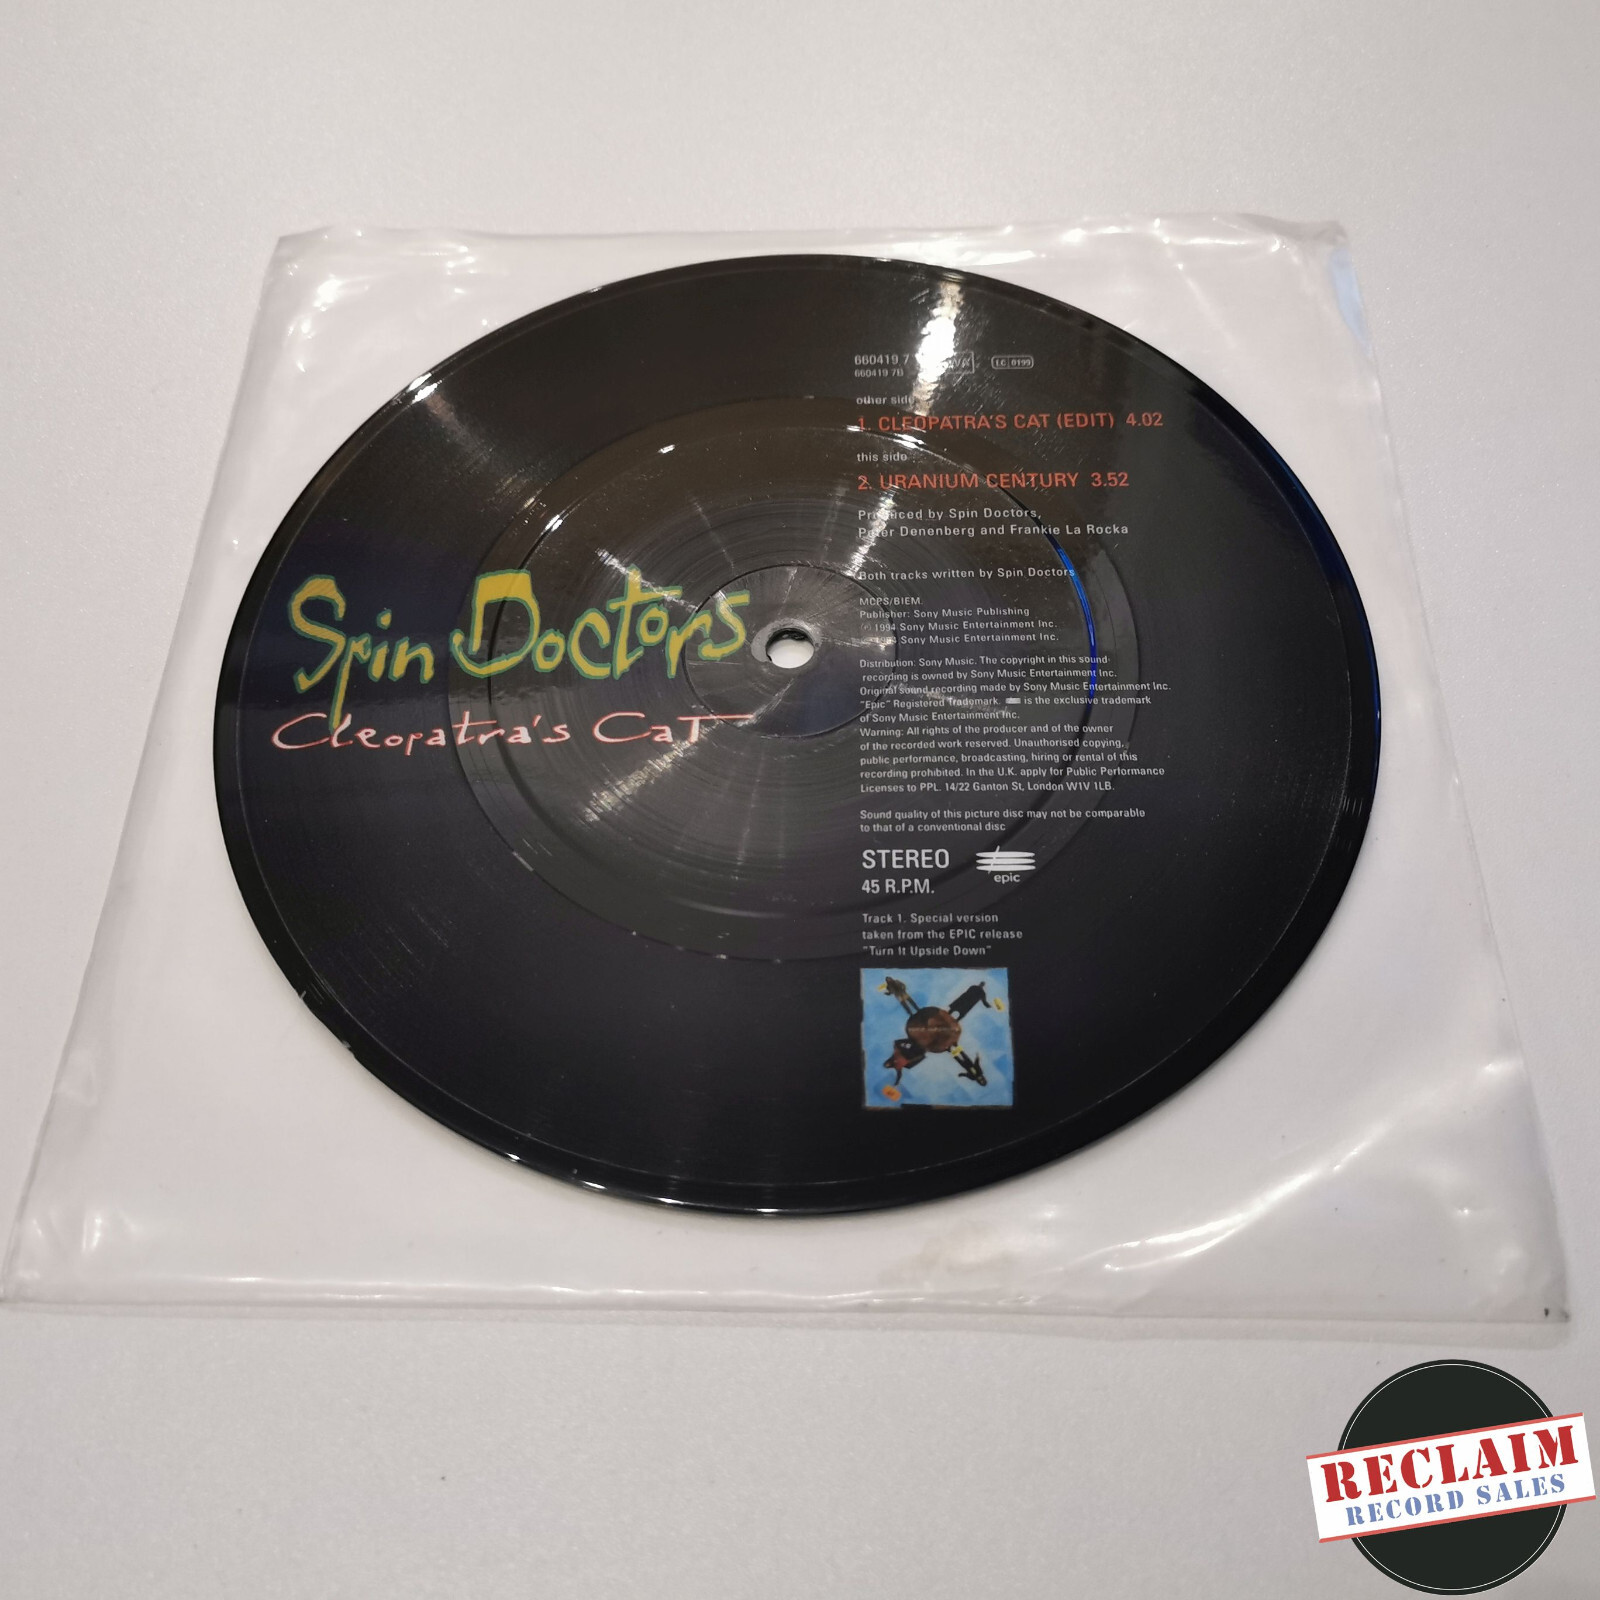 Spin Doctors
Cleopatra's Cat
660419 7
660419 7B
LC 0199
other side
1. CLEOPATRA'S CAT (EDIT) 4.02
this side
2. URANIUM CENTURY 3.52
Produced by Spin Doctors,
Peter Denenberg and Frankie La Rocka
Both tracks written by Spin Doctors
MCPS/BIEM.
Publisher: Sony Music Publishing
1994 Sony Music Entertainment Inc.
Sony Music Entertainment Inc.
Distribution: Sony Music. The copyright in this sound
recording is owned by Sony Music Entertainment Inc.
Original sound recording made by Sony Music Entertainment Inc.
"Epic" Registered Trademark. is the exclusive trademark
of Sony Music Entertainment Inc.
Warning: All rights of the producer and of the owner
of the recorded work reserved. Unauthorised copying,
public performance, broadcasting, hiring or rental of this
recording prohibited. In the U.K. apply for Public Performance
Licenses to PPL. 14/22 Ganton St, London W1V 1LB.
Sound quality of this picture disc may not be comparable
to that of a conventional disc
STEREO
epic
45 R.P.M.
Track 1. Special version
taken from the EPIC release
"Turn It Upside Down"
RECLAIM
RECORD SALES